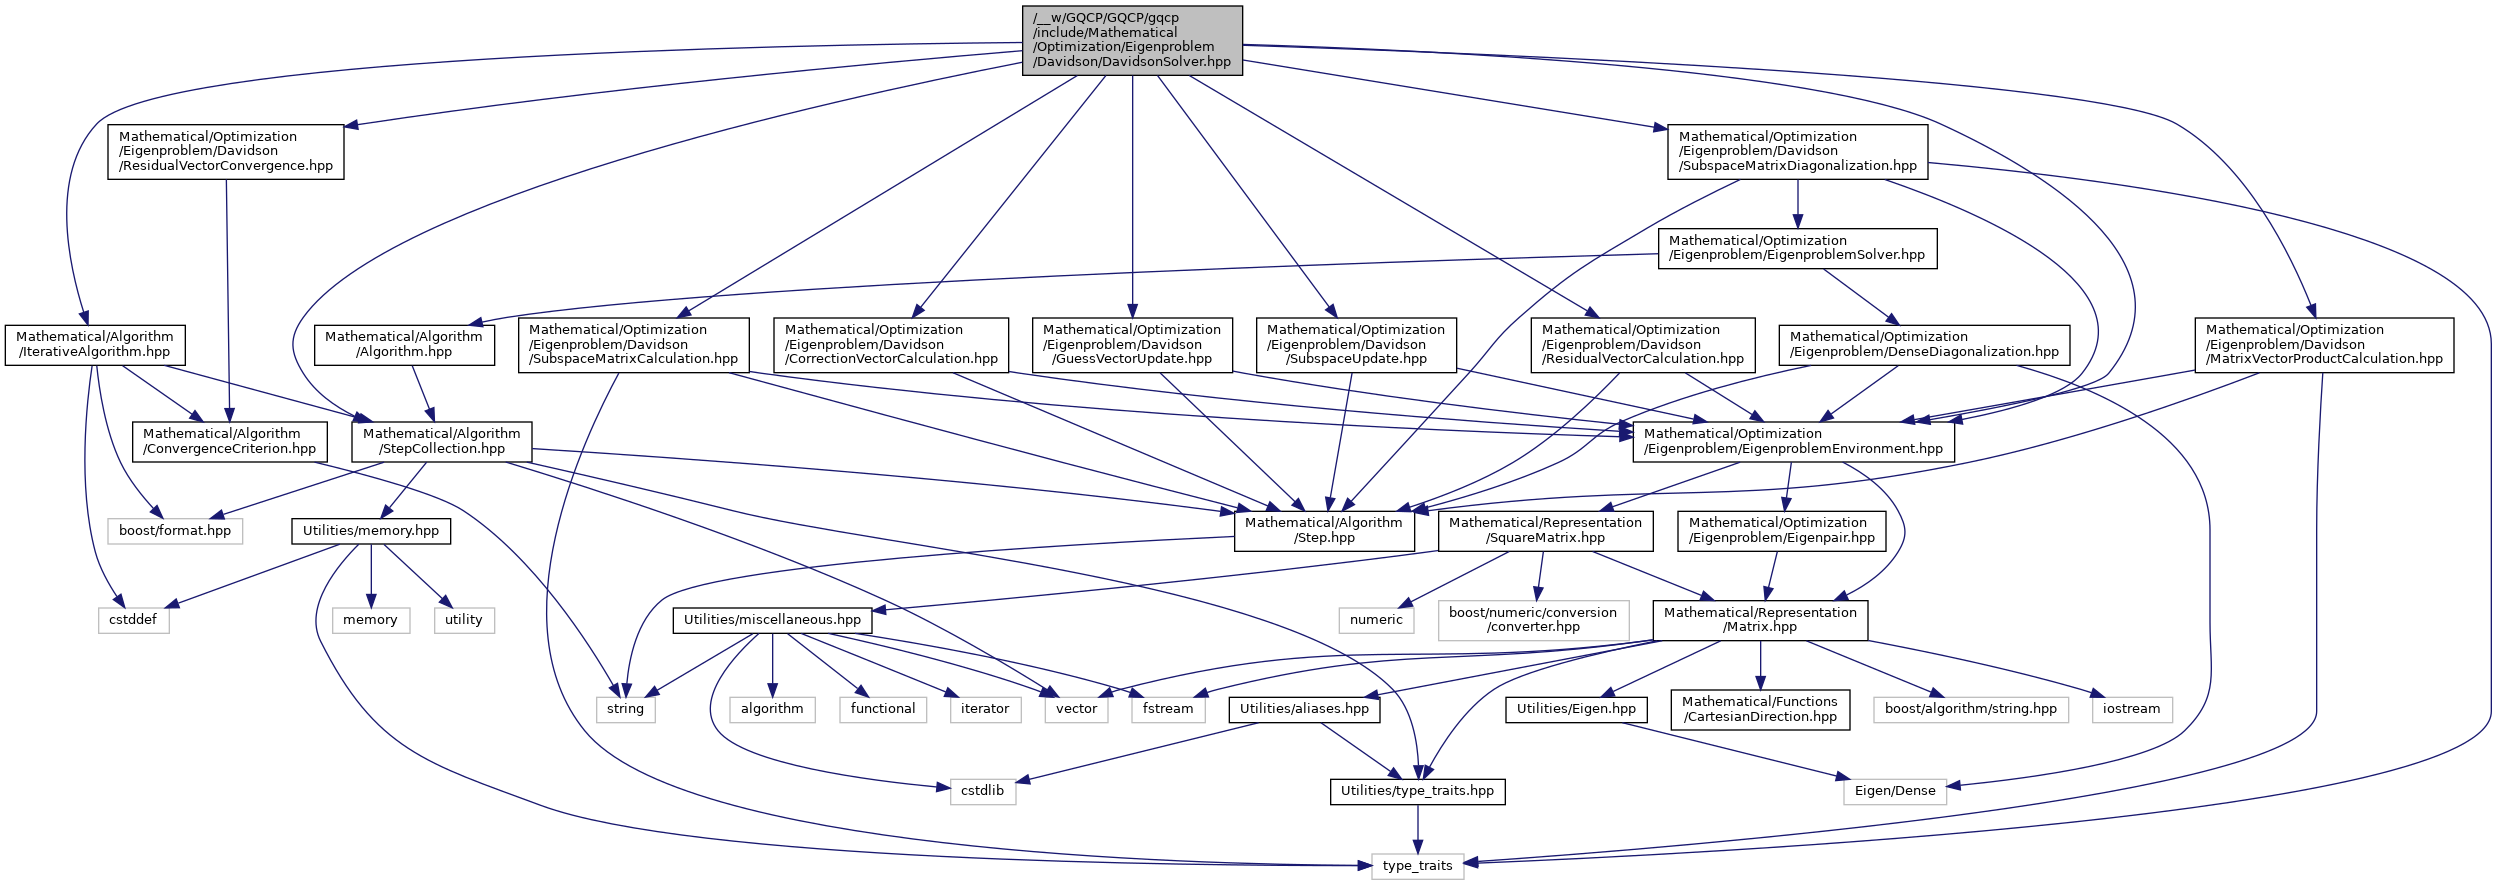 /__w/GQCP/GQCP/gqcp
/include/Mathematical
/Optimization/Eigenproblem
/Davidson/DavidsonSolver.hpp
Mathematical/Optimization
/Eigenproblem/Davidson
/ResidualVectorConvergence.hpp
Mathematical/Optimization
/Eigenproblem/Davidson
/SubspaceMatrixDiagonalization.hpp
Mathematical/Optimization
/Eigenproblem/EigenproblemSolver.hpp
Mathematical/Algorithm
/IterativeAlgorithm.hpp
Mathematical/Algorithm
/Algorithm.hpp
Mathematical/Optimization
/Eigenproblem/Davidson
/SubspaceMatrixCalculation.hpp
Mathematical/Optimization
/Eigenproblem/Davidson
/CorrectionVectorCalculation.hpp
Mathematical/Optimization
/Eigenproblem/Davidson
/GuessVectorUpdate.hpp
Mathematical/Optimization
/Eigenproblem/Davidson
/SubspaceUpdate.hpp
Mathematical/Optimization
/Eigenproblem/Davidson
/ResidualVectorCalculation.hpp
Mathematical/Optimization
/Eigenproblem/DenseDiagonalization.hpp
Mathematical/Optimization
/Eigenproblem/Davidson
/MatrixVectorProductCalculation.hpp
Mathematical/Algorithm
/ConvergenceCriterion.hpp
Mathematical/Algorithm
/StepCollection.hpp
Mathematical/Optimization
/Eigenproblem/EigenproblemEnvironment.hpp
boost/format.hpp
Utilities/memory.hpp
Mathematical/Algorithm
/Step.hpp
Mathematical/Representation
/SquareMatrix.hpp
Mathematical/Optimization
/Eigenproblem/Eigenpair.hpp
cstddef
memory
utility
Utilities/miscellaneous.hpp
numeric
boost/numeric/conversion
/converter.hpp
Mathematical/Representation
/Matrix.hpp
string
algorithm
functional
iterator
vector
fstream
Utilities/aliases.hpp
Utilities/Eigen.hpp
Mathematical/Functions
/CartesianDirection.hpp
boost/algorithm/string.hpp
iostream
cstdlib
Utilities/type_traits.hpp
Eigen/Dense
type_traits